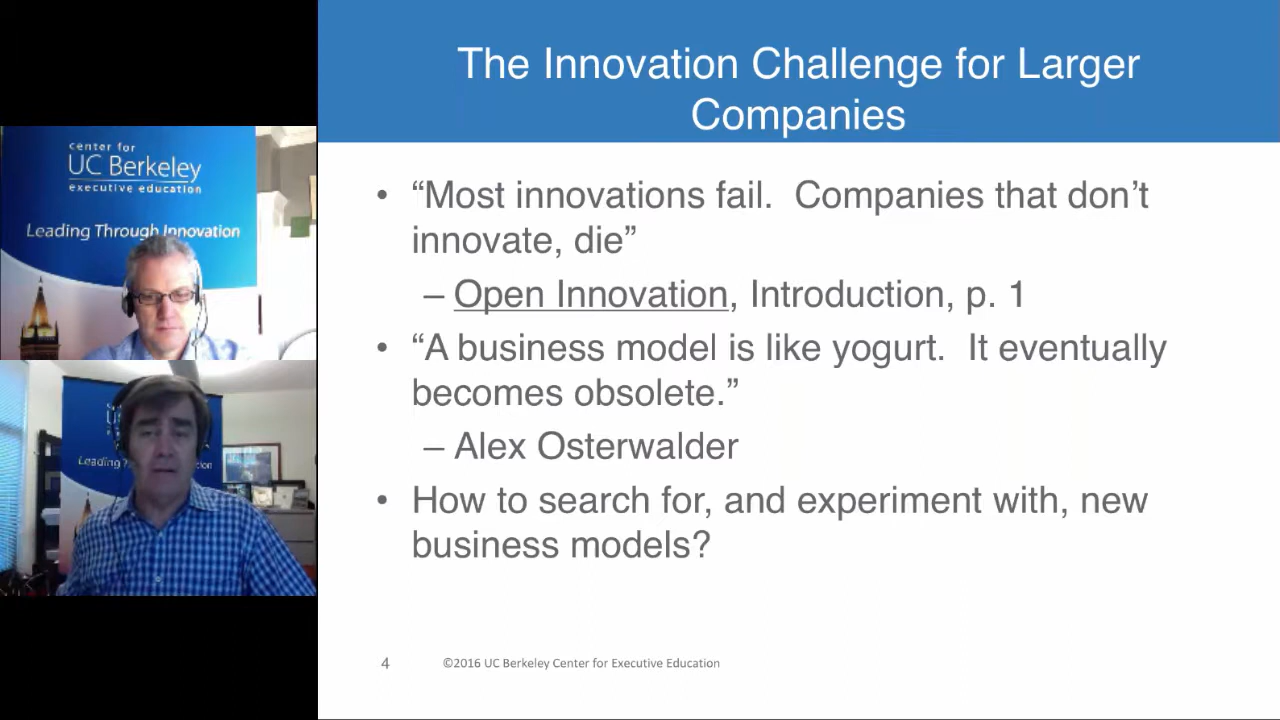 The Innovation Challenge for Larger
Companies
center for
UC Berkeley
executive education
Leading Through Innovation
• “Most innovations fail.  Companies that don’t
innovate, die”
– Open Innovation, Introduction, p. 1
• “A business model is like yogurt.  It eventually
becomes obsolete.”
– Alex Osterwalder
• How to search for, and experiment with, new
business models?
Leading
4
©2016 UC Berkeley Center for Executive Education